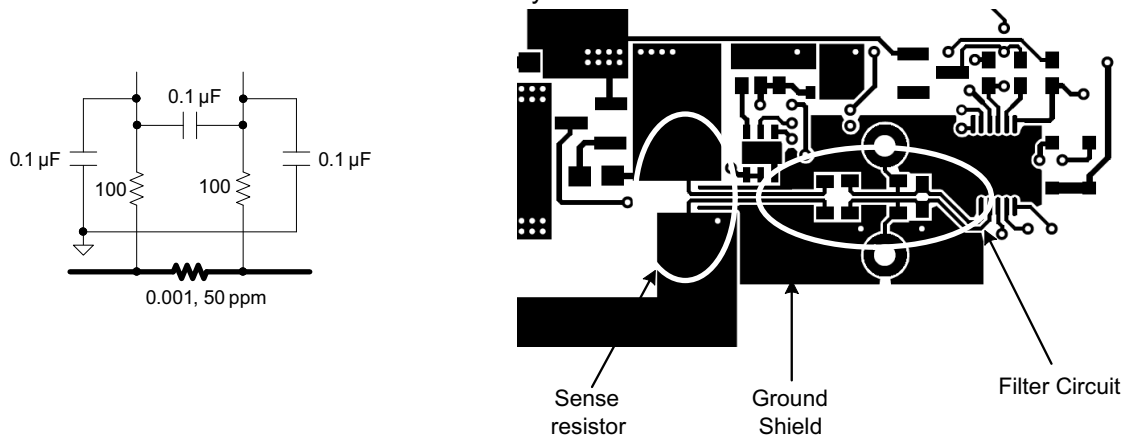 0.1 µF
0.1 µF
0.1 µF
100
100
0.001, 50 ppm
Sense
resistor
Ground
Shield
Filter Circuit